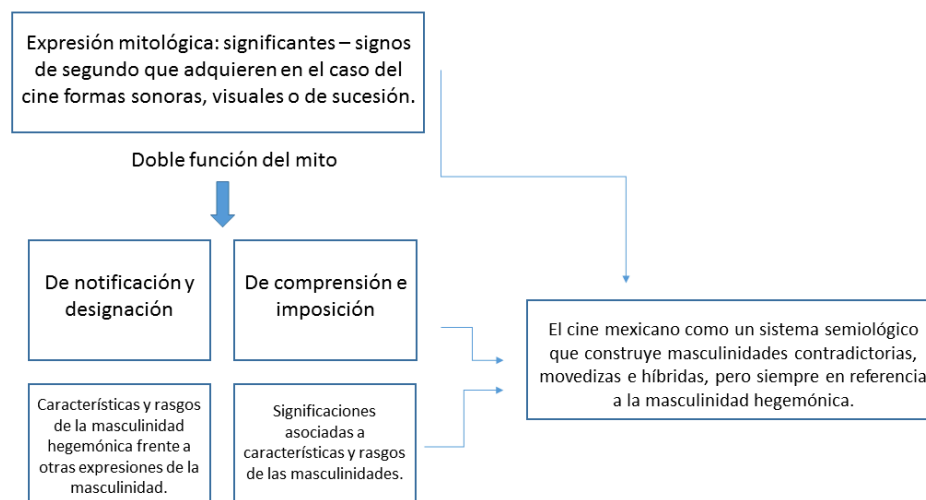 Expresión mitológica: significantes – signos
de segundo que adquieren en el caso del
cine formas sonoras, visuales o de sucesión.
Doble función del mito
De notificación y
designación
De comprensión e
imposición
Características y rasgos
de la masculinidad
hegemónica frente a
otras expresiones de la
masculinidad.
Significaciones
asociadas a
características y rasgos
de las masculinidades.
El cine mexicano como un sistema semiológico
que construye masculinidades contradictorias,
movedizas e híbridas, pero siempre en referencia
a la masculinidad hegemónica.